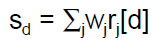 s_d = ∑_j w_j r_j[d]